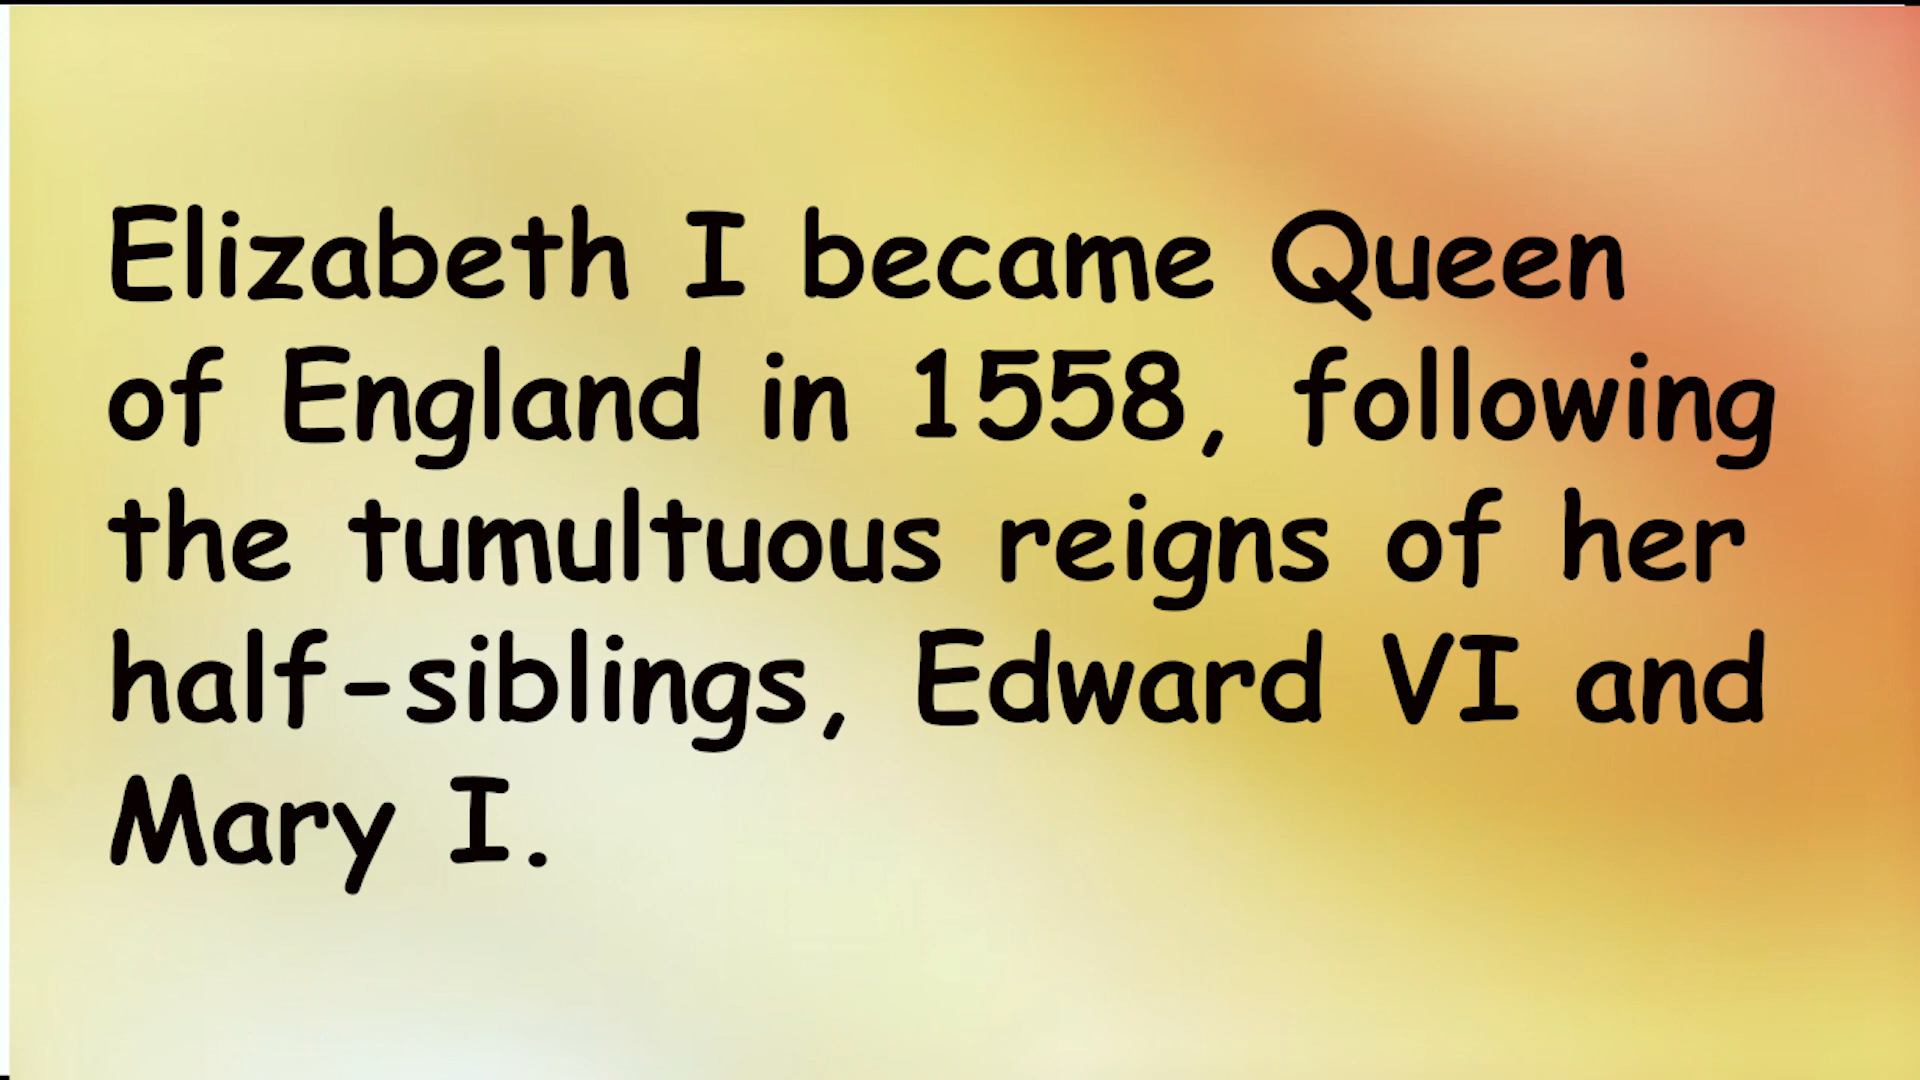 Elizabeth I became Queen
of England in 1558, following
the tumultuous reigns of her
half-siblings, Edward VI and
Mary I.